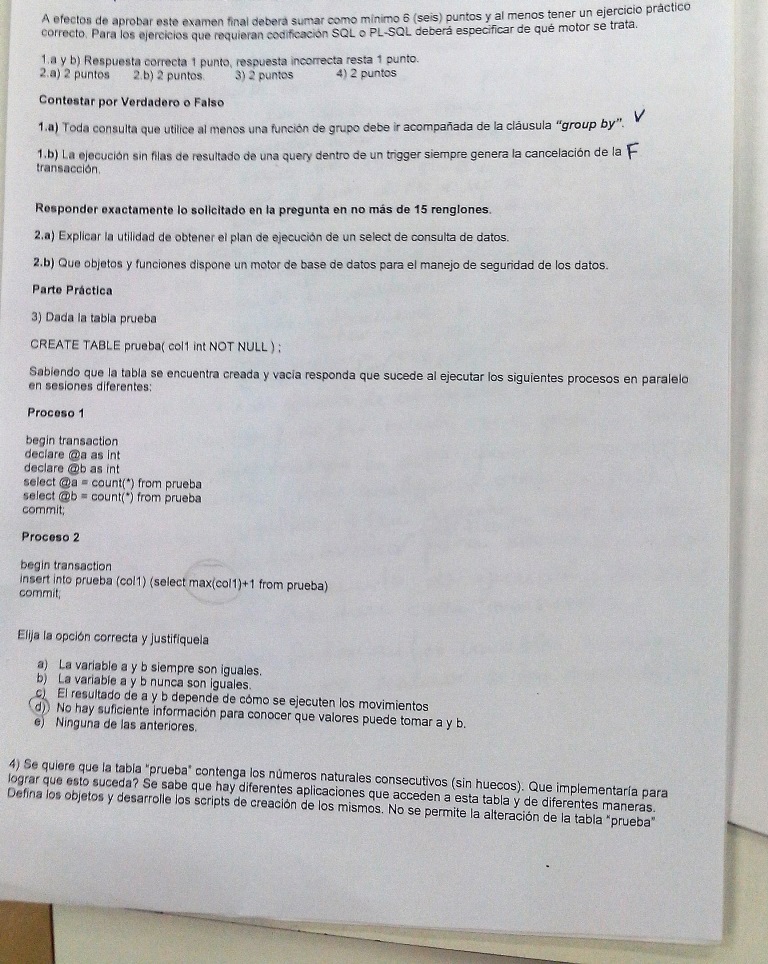 A efectos de aprobar este examen final deberá sumar como mínimo 6 (seis) puntos y al menos tener un ejercicio práctico
correcto. Para los ejercicios que requieran codificación SQL o PL-SQL deberá especificar de qué motor se trata.
1.a y b) Respuesta correcta 1 punto, respuesta incorrecta resta 1 punto.
2.a) 2 puntos 2.b) 2 puntos 3) 2 puntos 4) 2 puntos
Contestar por Verdadero o Falso
1.a) Toda consulta que utilice al menos una función de grupo debe ir acompañada de la cláusula "group by". V
1.b) La ejecución sin filas de resultado de una query dentro de un trigger siempre genera la cancelación de la F
transacción.
Responder exactamente lo solicitado en la pregunta en no más de 15 renglones.
2.a) Explicar la utilidad de obtener el plan de ejecución de un select de consulta de datos.
2.b) Que objetos y funciones dispone un motor de base de datos para el manejo de seguridad de los datos.
Parte Práctica
3) Dada la tabla prueba
CREATE TABLE prueba( col1 int NOT NULL ) ;
Sabiendo que la tabla se encuentra creada y vacía responda que sucede al ejecutar los siguientes procesos en paralelo
en sesiones diferentes:
Proceso 1
begin transaction
declare @a as int
declare @b as int
select @a = count(*) from prueba
select @b = count(*) from prueba
commit;
Proceso 2
begin transaction
insert into prueba (col1) (select max(col1)+1 from prueba)
commit;
Elija la opción correcta y justifíquela
a) La variable a y b siempre son iguales.
b) La variable a y b nunca son iguales.
c) El resultado de a y b depende de cómo se ejecuten los movimientos
d) No hay suficiente información para conocer que valores puede tomar a y b.
e) Ninguna de las anteriores.
4) Se quiere que la tabla "prueba" contenga los números naturales consecutivos (sin huecos). Que implementaría para
lograr que esto suceda? Se sabe que hay diferentes aplicaciones que acceden a esta tabla y de diferentes maneras.
Defina los objetos y desarrolle los scripts de creación de los mismos. No se permite la alteración de la tabla "prueba"